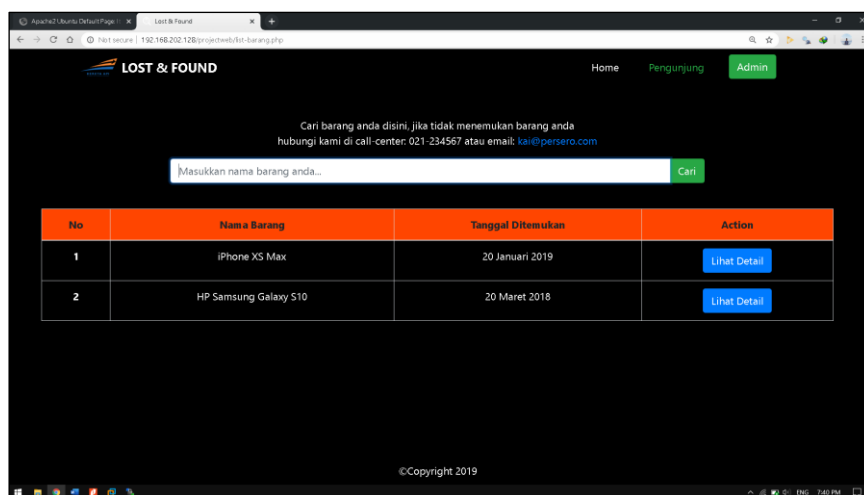 Apache2 Ubuntu Default Page: I
Lost & Found
Not secure | 192.168.202.128/projectweb/list-barang.php
LOST & FOUND
Home
Pengunjung
Admin
Cari barang anda disini, jika tidak menemukan barang anda
hubungi kami di call-center: 021-234567 atau email: kai@persero.com
Masukkan nama barang anda...
Cari
No Nama Barang Tanggal Ditemukan Action
1 iPhone XS Max 20 Januari 2019 Lihat Detail
2 HP Samsung Galaxy S10 20 Maret 2018 Lihat Detail
©Copyright 2019
ENG 7:40 PM